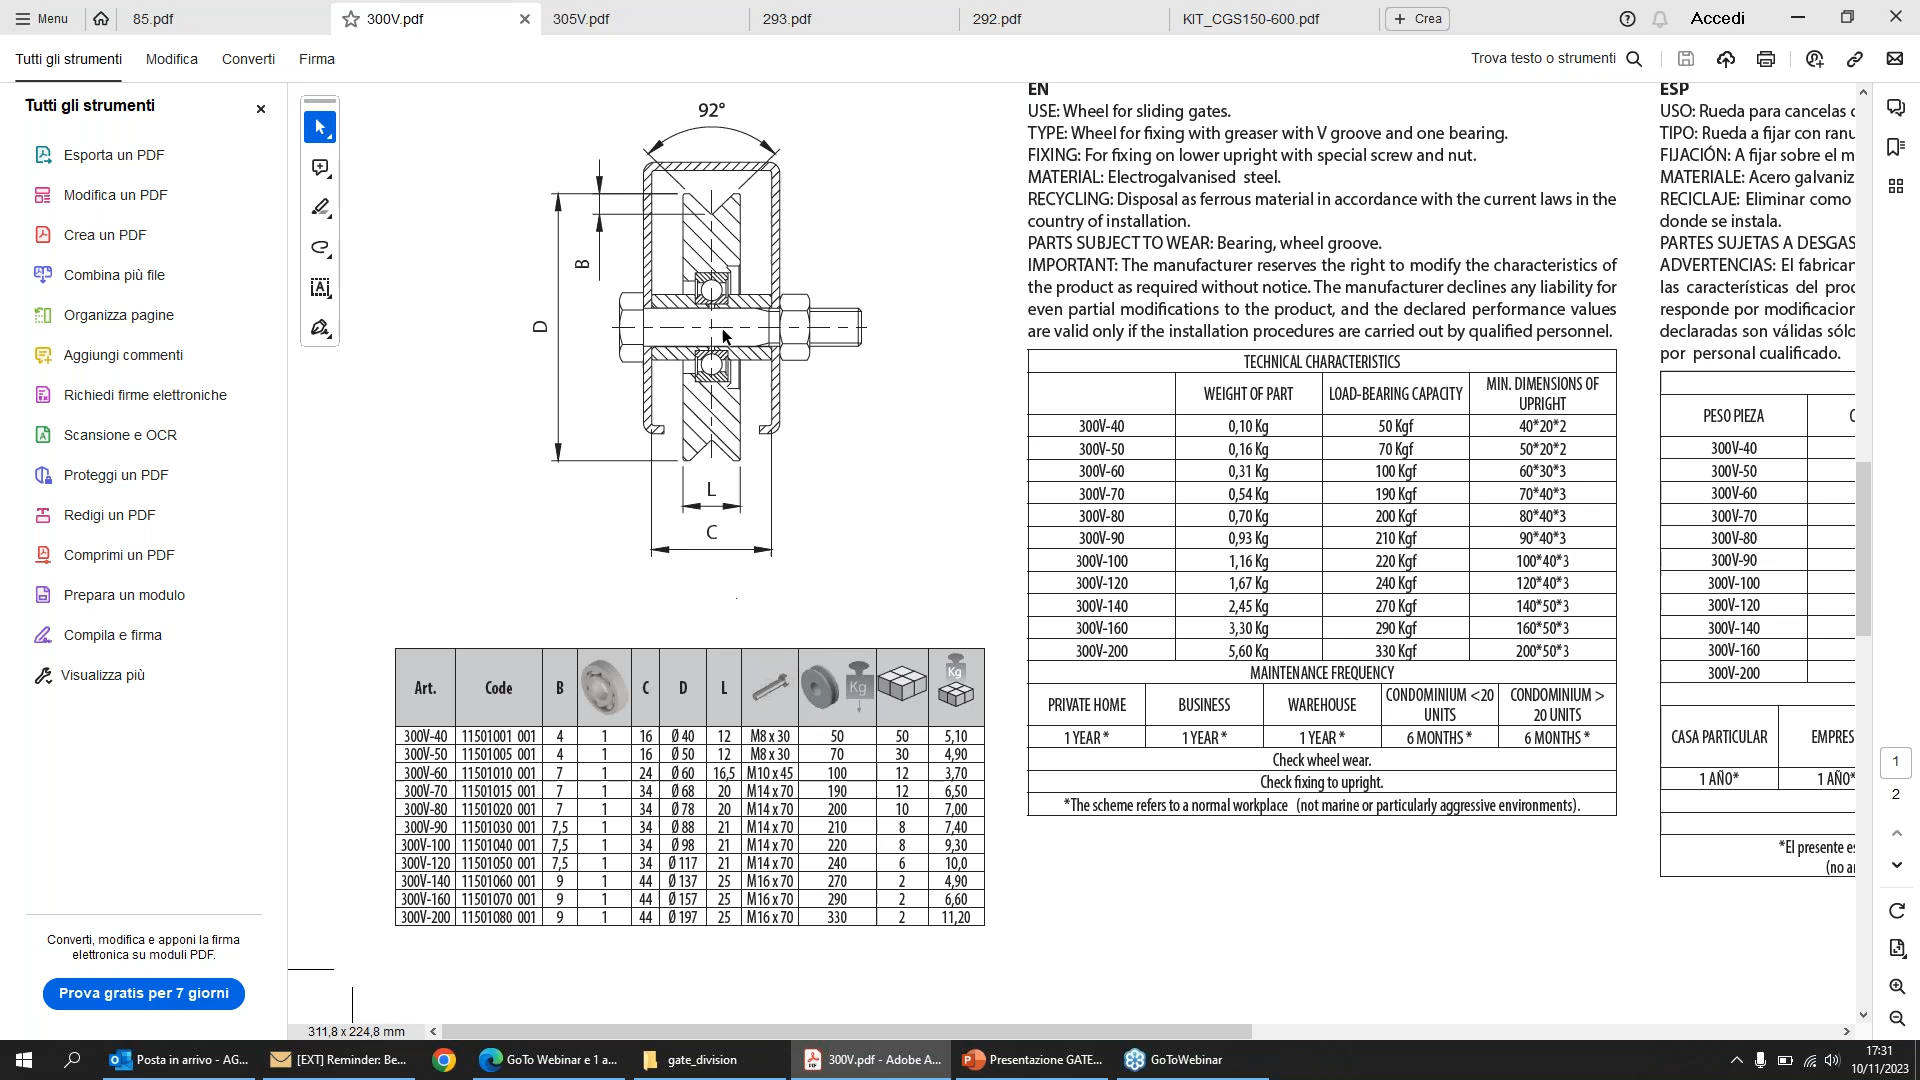 Menu
85.pdf
300V.pdf
305V.pdf
293.pdf
292.pdf
KIT_CGS150-600.pdf
Crea
Accedi
Tutti gli strumenti
Modifica
Converti
Firma
Trova testo o strumenti
Tutti gli strumenti
Esporta un PDF
Modifica un PDF
Crea un PDF
Combina più file
Organizza pagine
Aggiungi commenti
Richiedi firme elettroniche
Scansione e OCR
Proteggi un PDF
Redigi un PDF
Comprimi un PDF
Prepara un modulo
Compila e firma
Visualizza più
Converti, modifica e apponi la firma
elettronica su moduli PDF.
Prova gratis per 7 giorni
92°
B
D
L
C
Art. Code B C D L Kg Kg
300V-40 11501001 001 4 1 16 Ø 40 12 M8 x 30 50 50 5,10
300V-50 11501005 001 4 1 16 Ø 50 12 M8 x 30 70 30 4,90
300V-60 11501010 001 7 1 24 Ø 60 16,5 M10 x 45 100 12 3,70
300V-70 11501015 001 7 1 34 Ø 68 20 M14 x 70 190 12 6,50
300V-80 11501020 001 7 1 34 Ø 78 20 M14 x 70 200 10 7,00
300V-90 11501030 001 7,5 1 34 Ø 88 21 M14 x 70 210 8 7,40
300V-100 11501040 001 7,5 1 34 Ø 98 21 M14 x 70 220 8 9,30
300V-120 11501050 001 7,5 1 34 Ø 117 21 M14 x 70 240 6 10,0
300V-140 11501060 001 9 1 44 Ø 137 25 M16 x 70 270 2 4,90
300V-160 11501070 001 9 1 44 Ø 157 25 M16 x 70 290 2 6,60
300V-200 11501080 001 9 1 44 Ø 197 25 M16 x 70 330 2 11,20
EN
USE: Wheel for sliding gates.
TYPE: Wheel for fixing with greaser with V groove and one bearing.
FIXING: For fixing on lower upright with special screw and nut.
MATERIAL: Electrogalvanised steel.
RECYCLING: Disposal as ferrous material in accordance with the current laws in the
country of installation.
PARTS SUBJECT TO WEAR: Bearing, wheel groove.
IMPORTANT: The manufacturer reserves the right to modify the characteristics of
the product as required without notice. The manufacturer declines any liability for
even partial modifications to the product, and the declared performance values
are valid only if the installation procedures are carried out by qualified personnel.
TECHNICAL CHARACTERISTICS
WEIGHT OF PART LOAD-BEARING CAPACITY MIN. DIMENSIONS OF
UPRIGHT
300V-40 0,10 Kg 50 Kgf 40*20*2
300V-50 0,16 Kg 70 Kgf 50*20*2
300V-60 0,31 Kg 100 Kgf 60*30*3
300V-70 0,54 Kg 190 Kgf 70*40*3
300V-80 0,70 Kg 200 Kgf 80*40*3
300V-90 0,93 Kg 210 Kgf 90*40*3
300V-100 1,16 Kg 220 Kgf 100*40*3
300V-120 1,67 Kg 240 Kgf 120*40*3
300V-140 2,45 Kg 270 Kgf 140*50*3
300V-160 3,30 Kg 290 Kgf 160*50*3
300V-200 5,60 Kg 330 Kgf 200*50*3
MAINTENANCE FREQUENCY
PRIVATE HOME BUSINESS WAREHOUSE CONDOMINIUM <20
UNITS CONDOMINIUM >
20 UNITS
1 YEAR * 1 YEAR * 1 YEAR * 6 MONTHS * 6 MONTHS *
Check wheel wear.
Check fixing to upright.
*The scheme refers to a normal workplace (not marine or particularly aggressive environments).
ESP
USO: Rueda para cancelas c
TIPO: Rueda a fijar con ranu
FIJACIÓN: A fijar sobre el m
MATERIALE: Acero galvaniz
RECICLAJE: Eliminar como
donde se instala.
PARTES SUJETAS A DESGAS
ADVERTENCIAS: El fabricar
las características del proc
responde por modificacior
declaradas son válidas sólo
por personal cualificado.
PESO PIEZA C
300V-40
300V-50
300V-60
300V-70
300V-80
300V-90
300V-100
300V-120
300V-140
300V-160
300V-200
CASA PARTICULAR EMPRES
1 AÑO* 1 AÑO*
*El presente es
(no ar
1
2
311,8 x 224,8 mm
Posta in arrivo - AG...
[EXT] Reminder: Be...
GoTo Webinar e 1 a...
gate_division
300V.pdf - Adobe A...
Presentazione GATE...
GoToWebinar
17:31
10/11/2023